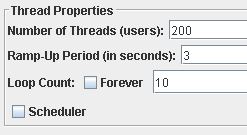 Thread Properties
Number of Threads (users): 200
Ramp-Up Period (in seconds): 3
Loop Count: Forever 10
Scheduler